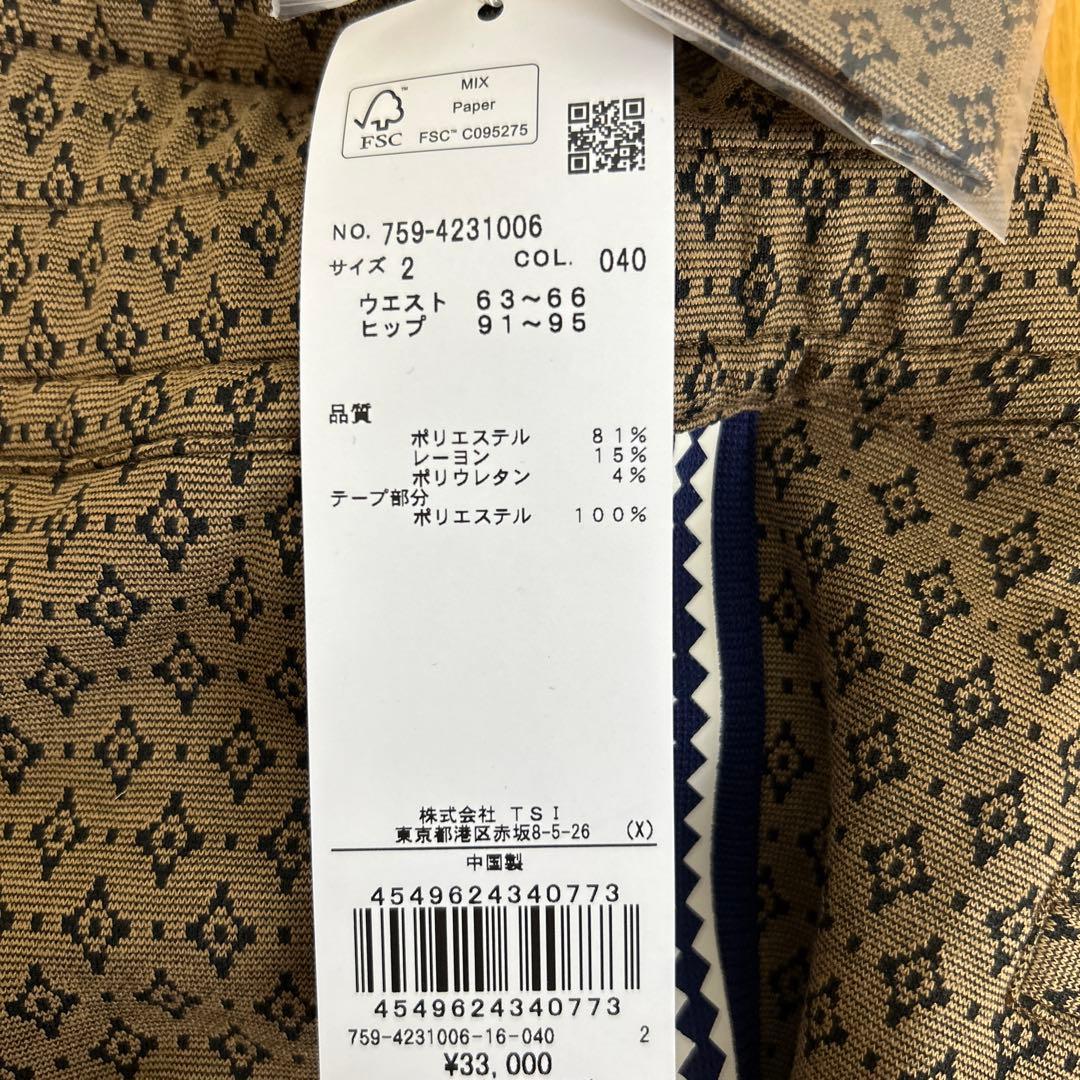 MIX
Paper
FSC™ C095275
FSC™
NO. 759-4231006
サイズ 2 COL. 040
ウエスト 63～66
ヒップ 91～95
品質
ポリエステル 81%
レーヨン 15%
ポリウレタン 4%
テープ部分
ポリエステル 100%
株式会社 TSI
東京都港区赤坂8-5-26 (X)
中国製
4549624340773
4549624340773
759-4231006-16-040 2
¥33,000